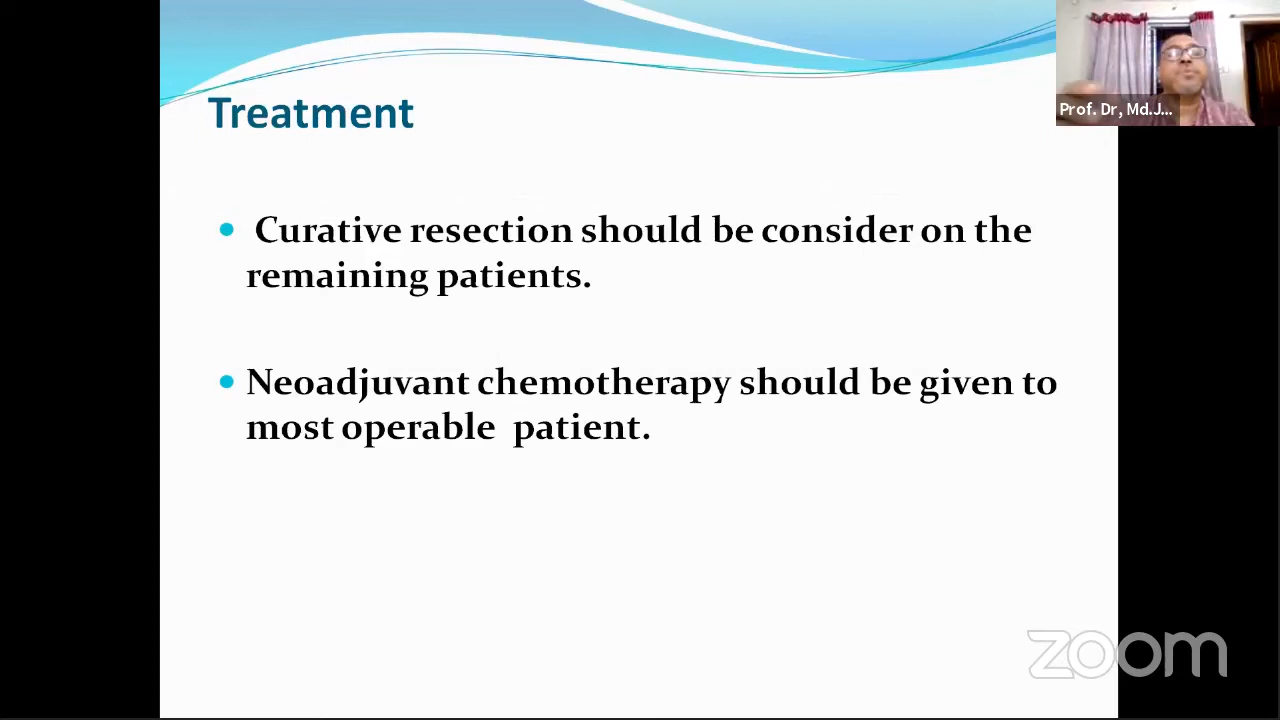 Treatment
Prof. Dr, Md.J...
• Curative resection should be consider on the
remaining patients.
• Neoadjuvant chemotherapy should be given to
most operable patient.
zoom